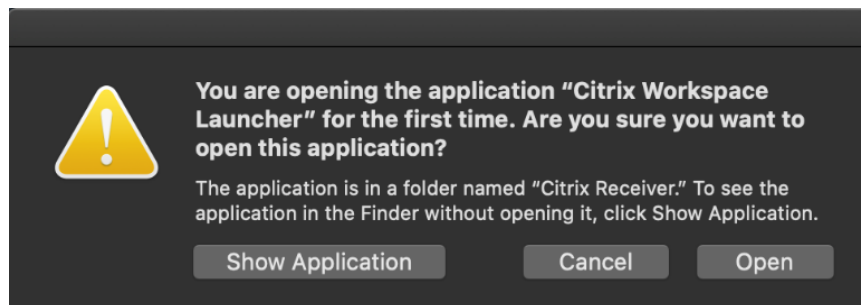 You are opening the application “Citrix Workspace
Launcher” for the first time. Are you sure you want to
open this application?
The application is in a folder named “Citrix Receiver.” To see the
application in the Finder without opening it, click Show Application.
Show Application Cancel Open